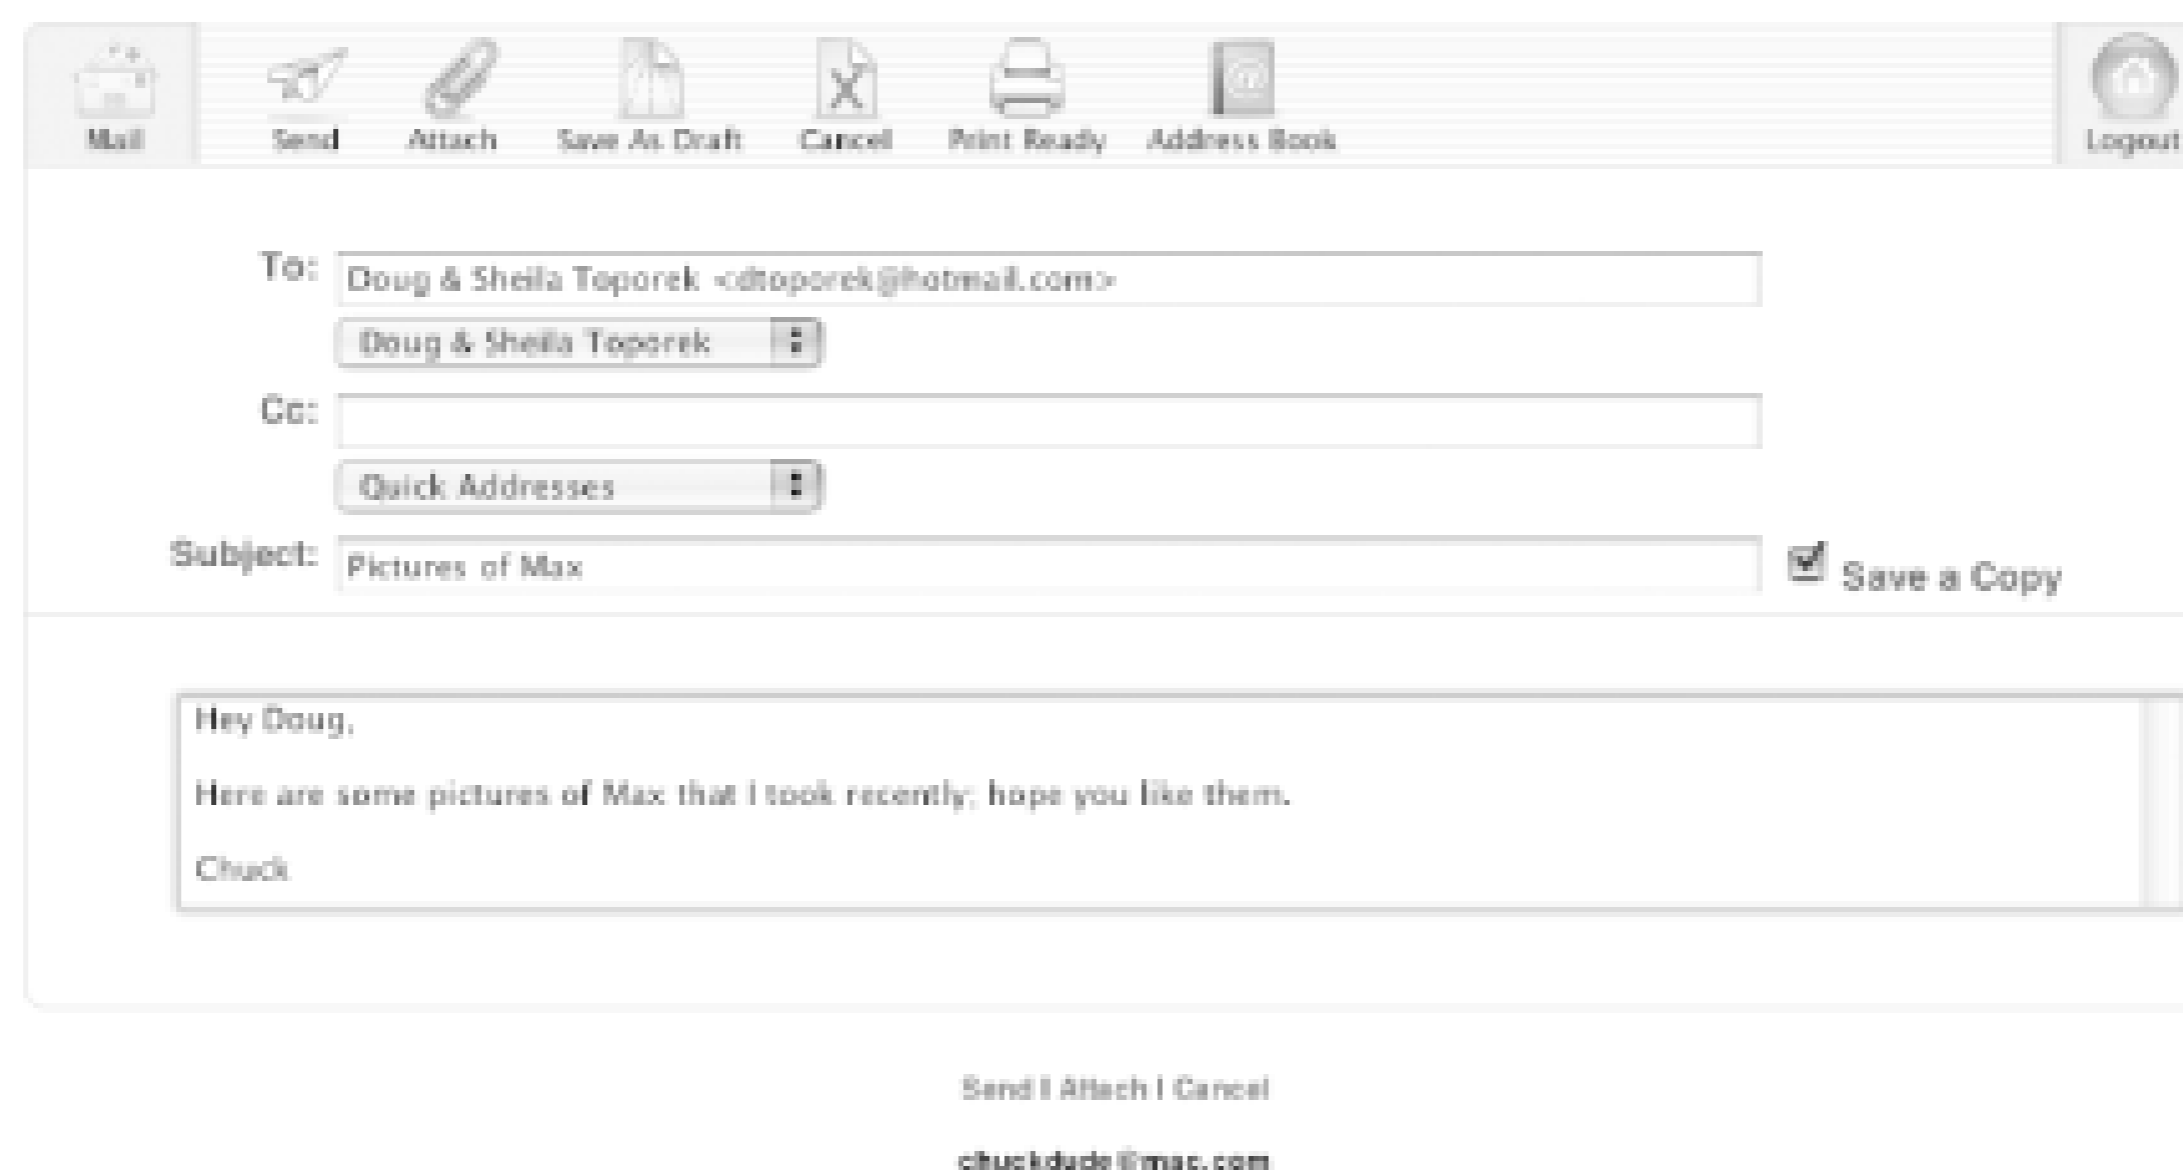 Mail Send Attach Save As Draft Cancel Print Ready Address Book Logout
To: Doug & Sheila Toporek <dtoporek@hotmail.com>
Doug & Sheila Toporek
Cc:
Quick Addresses
Subject: Pictures of Max Save a Copy
Hey Doug,
Here are some pictures of Max that I took recently; hope you like them.
Chuck
Send | Attach | Cancel
chuckdude@mac.com